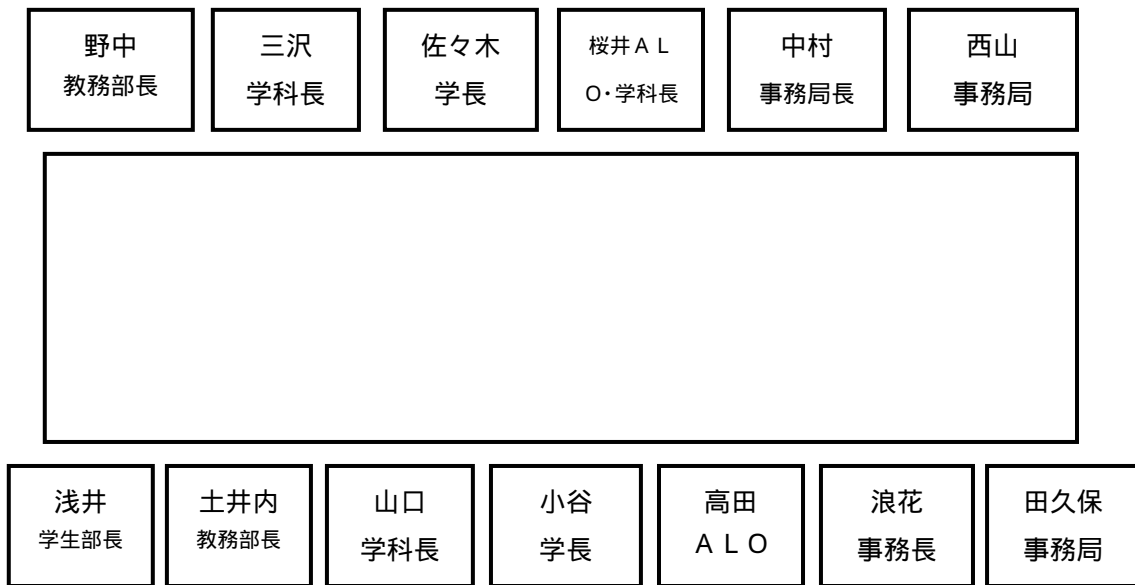 野中
教務部長
三沢
学科長
佐々木
学長
桜井ＡＬ
Ｏ・学科長
中村
事務局長
西山
事務局
浅井
学生部長
土井内
教務部長
山口
学科長
小谷
学長
高田
ＡＬＯ
浪花
事務長
田久保
事務局